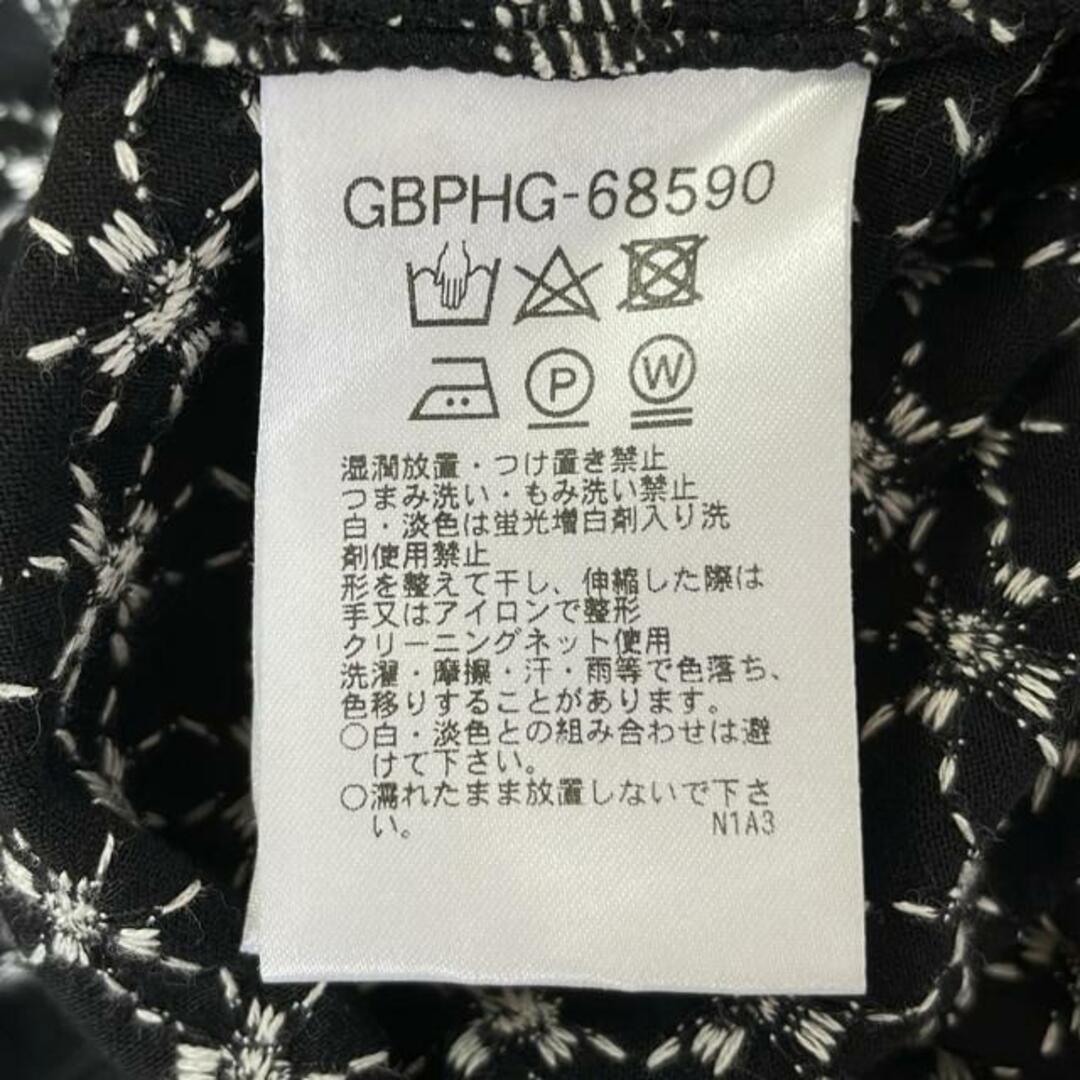 GBPHG-68590
P W
湿潤放置・つけ置き禁止
つまみ洗い・もみ洗い禁止
白・淡色は蛍光増白剤入り洗
剤使用禁止
形を整えて干し、伸縮した際は
手又はアイロンで整形
クリーニングネット使用
洗濯・摩擦・汗・雨等で色落ち、
色移りすることがあります。
○白・淡色との組み合わせは避
けて下さい。
○濡れたまま放置しないで下さ
い。 N1A3